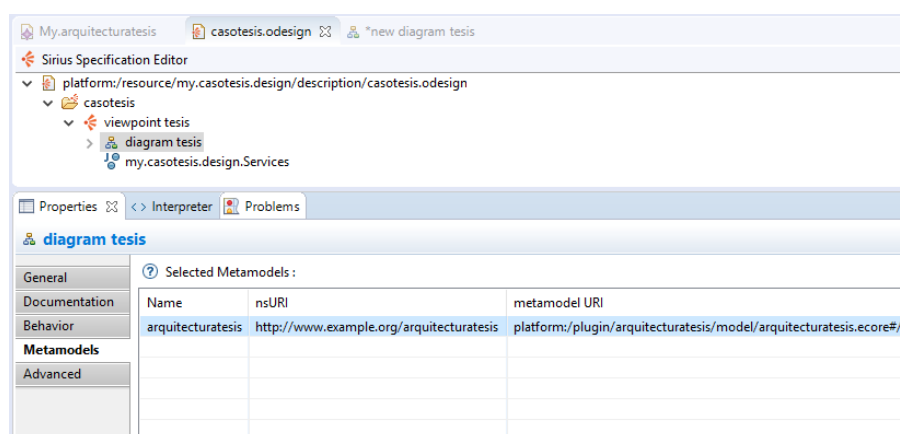 My.arquitecturatesis casotesis.odesign *new diagram tesis
Sirius Specification Editor
platform:/resource/my.casotesis.design/description/casotesis.odesign
casotesis
viewpoint tesis
diagram tesis
my.casotesis.design.Services
Properties Interpreter Problems
diagram tesis
General
Documentation
Behavior
Metamodels
Advanced
Selected Metamodels :
Name nsURI metamodel URI
arquitecturatesis http://www.example.org/arquitecturatesis platform:/plugin/arquitecturatesis/model/arquitecturatesis.ecore#/